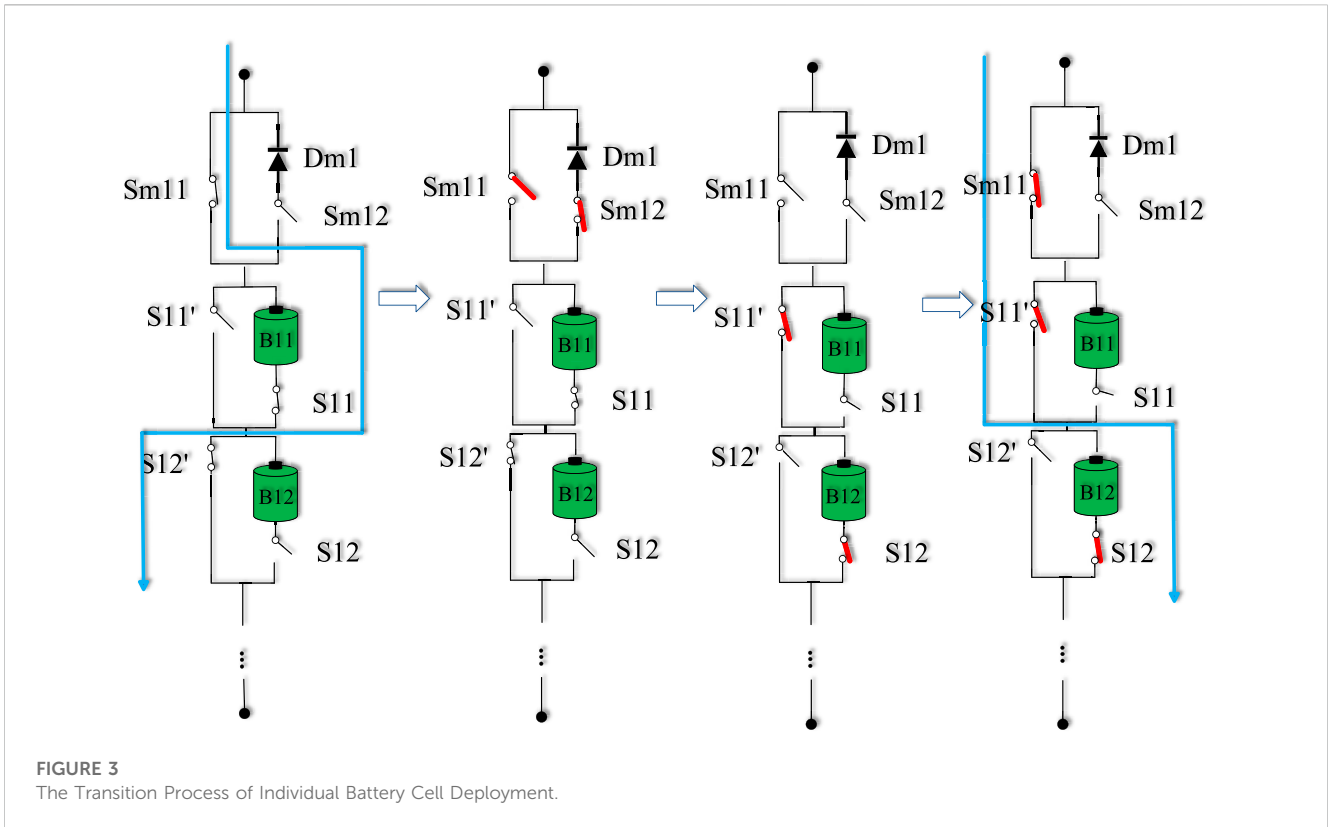 Dm1
Sm11
Sm12
S11'
B11
S11
S12'
B12
S12
Dm1
Sm11
Sm12
S11'
B11
S11
S12'
B12
S12
Dm1
Sm11
Sm12
S11'
B11
S11
S12'
B12
S12
Dm1
Sm11
Sm12
S11'
B11
S11
S12'
B12
S12
FIGURE 3
The Transition Process of Individual Battery Cell Deployment.